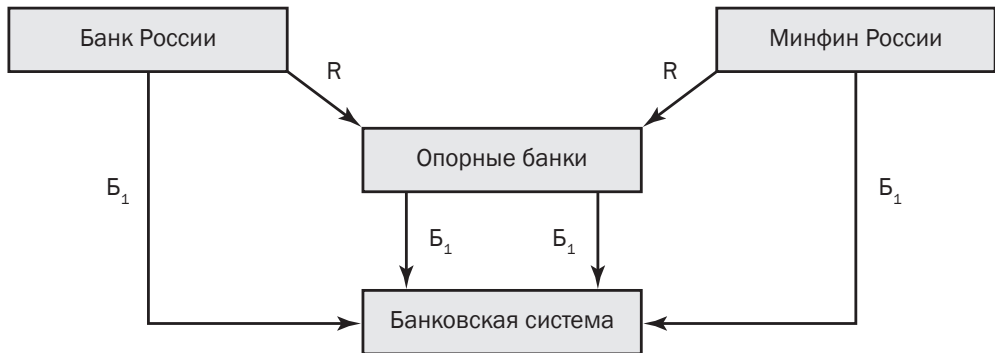 Банк России
Минфин России
R
R
Опорные банки
Б₁
Б₁
Б₁
Б₁
Банковская система